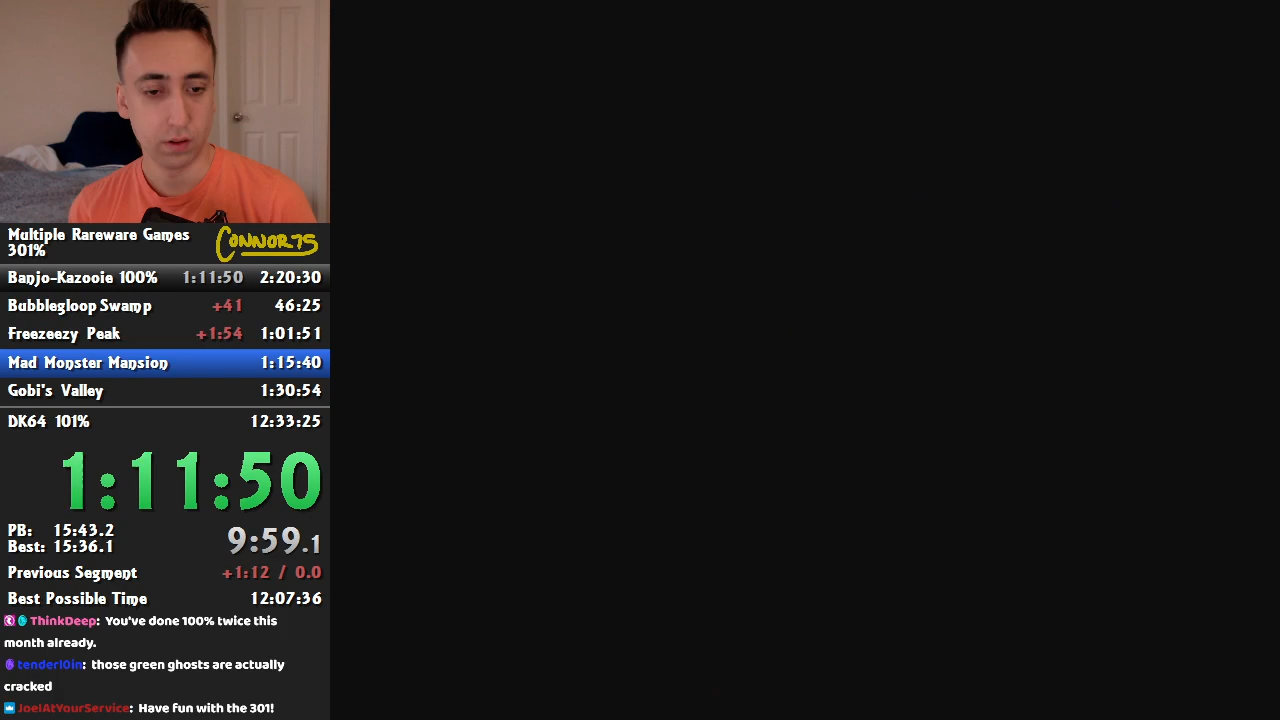 Multiple Rareware Games
301%
CONNOR75
Banjo-Kazooie 100% 1:11:50 2:20:30
Bubblegloop Swamp +41 46:25
Freezeezy Peak +1:54 1:01:51
Mad Monster Mansion 1:15:40
Gobi's Valley 1:30:54
DK64 101% 12:33:25
1:11:50
PB: 15:43.2
Best: 15:36.1
9:59.1
Previous Segment +1:12 / 0.0
Best Possible Time 12:07:36
ThinkDeep: You've done 100% twice this
month already.
tenderl0in: those green ghosts are actually
cracked
JoelAtYourService: Have fun with the 301!